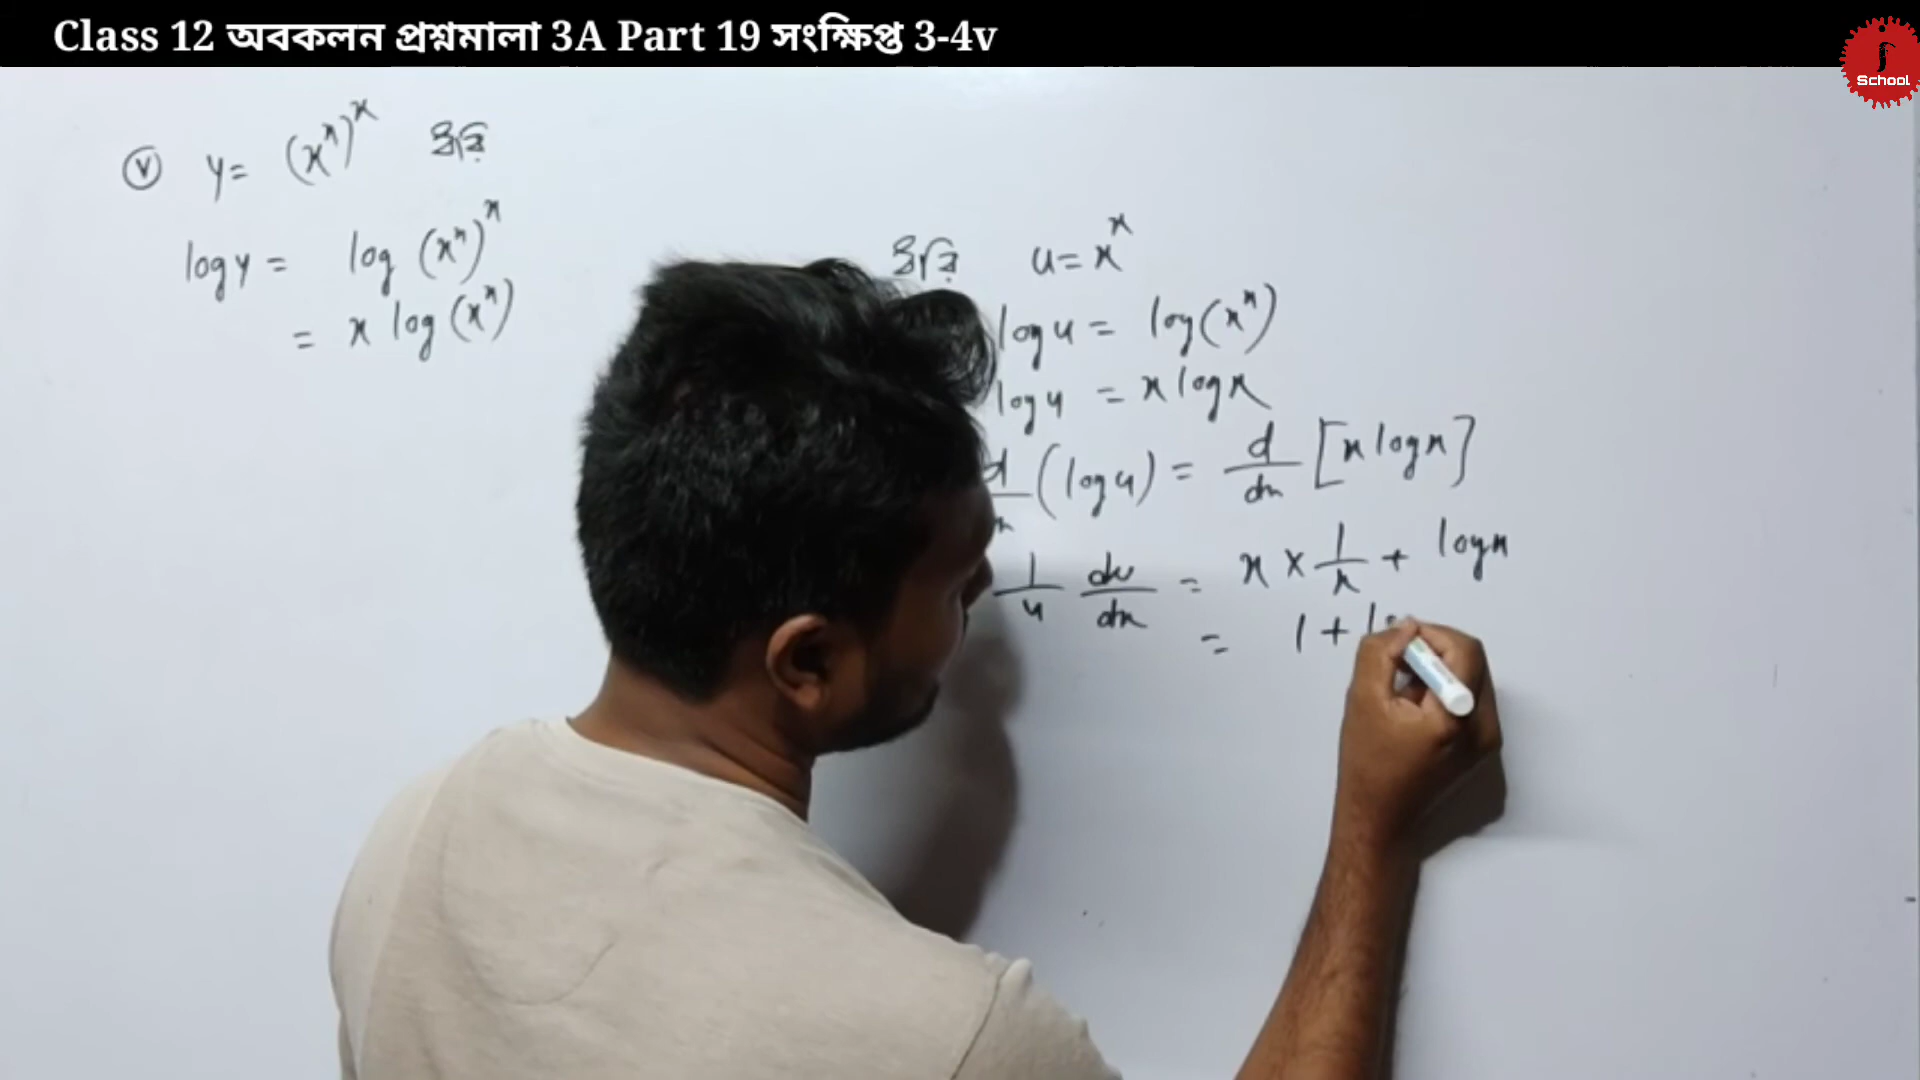 Class 12 অবকলন প্রশ্নমালা 3A Part 19 সংক্ষিপ্ত 3-4v
School
(v) y = (x^x)^x ধরি
log y = log (x^x)^x
= x log (x^x)
ধরি u = x^x
log u = log (x^x)
log u = x log x
d (log u) = d/dx [x log x]
1/u du/dx = x × 1/x + log x
= 1 + lo